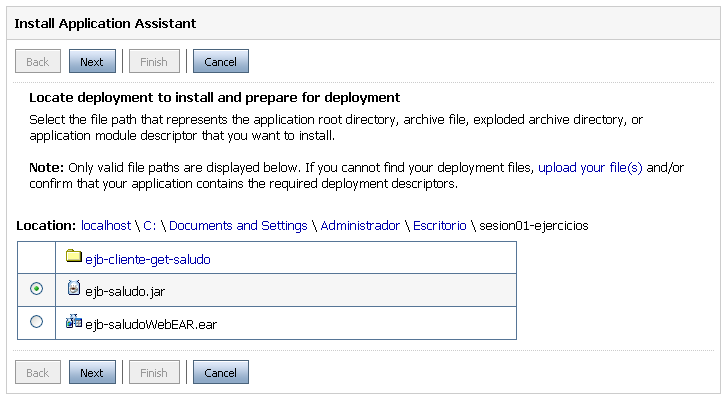 Install Application Assistant
Back Next Finish Cancel
Locate deployment to install and prepare for deployment
Select the file path that represents the application root directory, archive file, exploded archive directory, or
application module descriptor that you want to install.
Note: Only valid file paths are displayed below. If you cannot find your deployment files, upload your file(s) and/or
confirm that your application contains the required deployment descriptors.
Location: localhost \ C: \ Documents and Settings \ Administrador \ Escritorio \ sesion01-ejercicios
ejb-cliente-get-saludo
ejb-saludo.jar
ejb-saludoWebEAR.ear
Back Next Finish Cancel